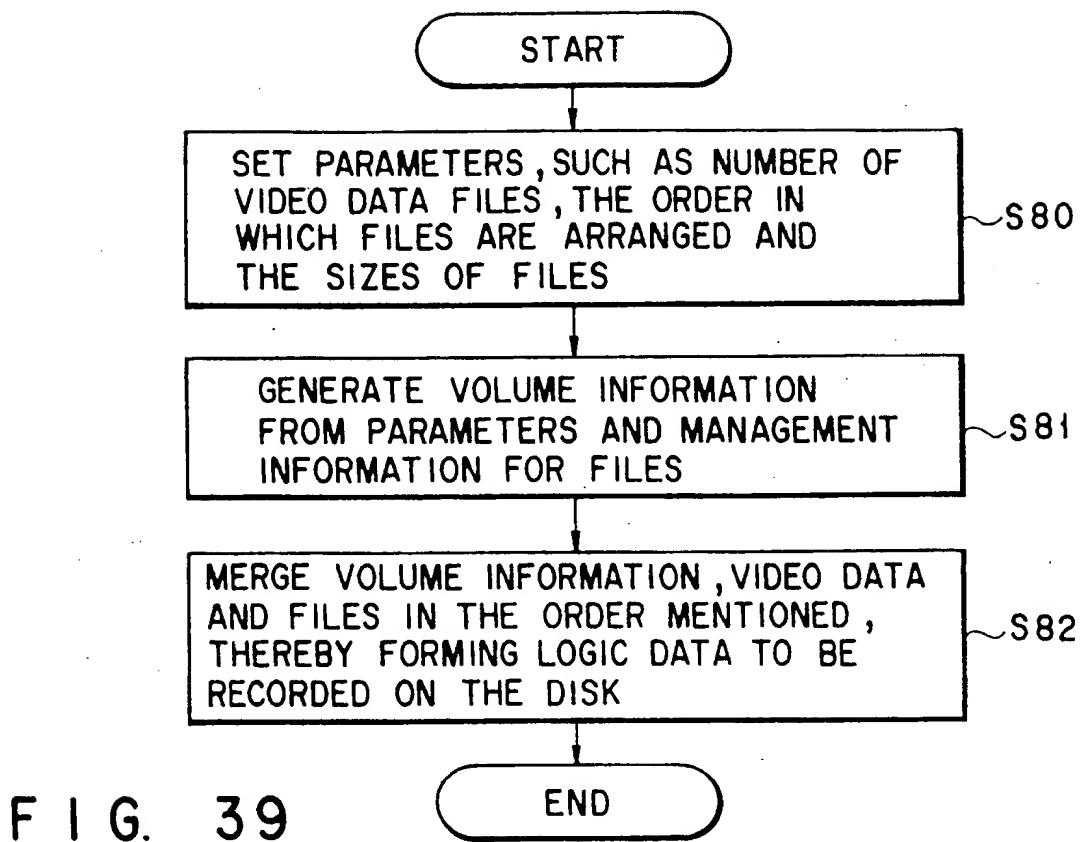 START
SET PARAMETERS, SUCH AS NUMBER OF
VIDEO DATA FILES, THE ORDER IN
WHICH FILES ARE ARRANGED AND
THE SIZES OF FILES
S80
GENERATE VOLUME INFORMATION
FROM PARAMETERS AND MANAGEMENT
INFORMATION FOR FILES
S81
MERGE VOLUME INFORMATION, VIDEO DATA
AND FILES IN THE ORDER MENTIONED,
THEREBY FORMING LOGIC DATA TO BE
RECORDED ON THE DISK
S82
END
FIG. 39